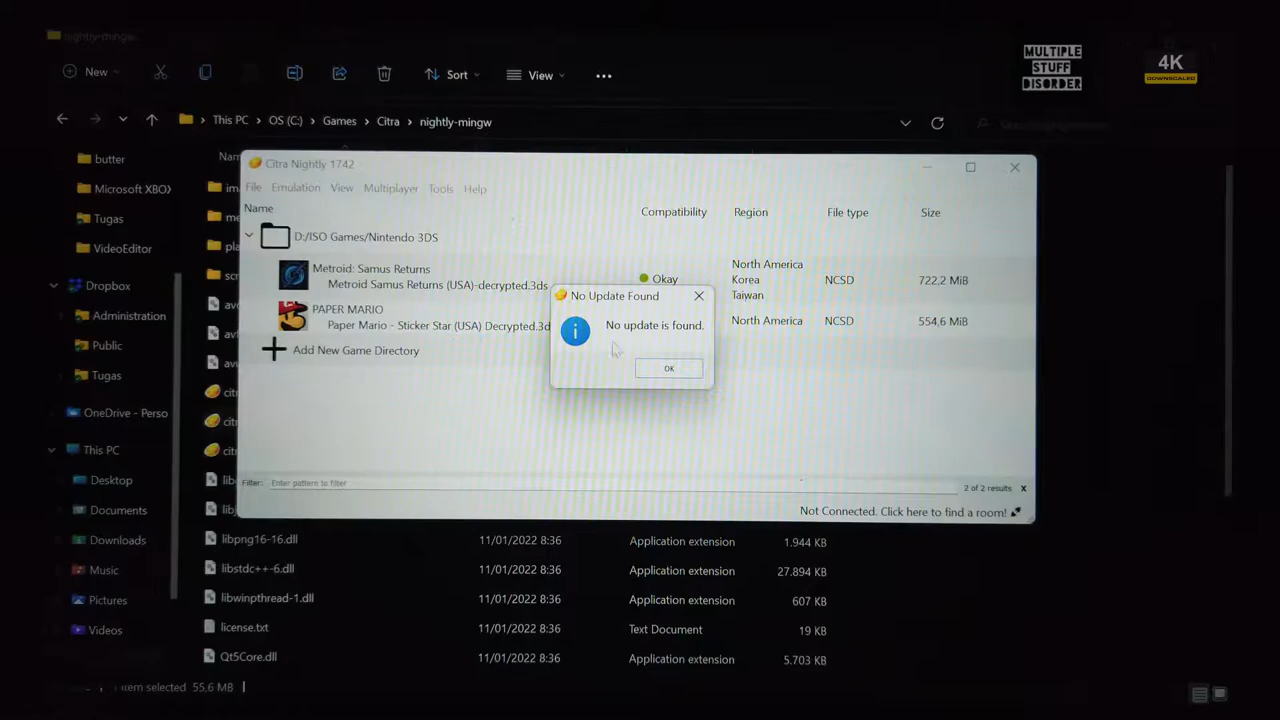 nightly-mingw
New
Sort
View
MULTIPLE
STUFF
DISORDER
4K
DOWNSCALED
This PC > OS (C:) > Games > Citra > nightly-mingw
butter
Microsoft XBOX
Tugas
VideoEditor
Dropbox
Administration
Public
Tugas
OneDrive - Perso
This PC
Desktop
Documents
Downloads
Music
Pictures
Videos
1 item selected 55,6 MB
Citra Nightly 1742
File Emulation View Multiplayer Tools Help
Name Compatibility Region File type Size
D:/ISO Games/Nintendo 3DS
Metroid: Samus Returns
Metroid Samus Returns (USA)-decrypted.3ds
Okay
North America
Korea
Taiwan
NCSD 722,2 MiB
PAPER MARIO
Paper Mario - Sticker Star (USA) Decrypted.3d
North America NCSD 554,6 MiB
Add New Game Directory
No Update Found
No update is found.
OK
Filter: Enter pattern to filter 2 of 2 results X
Not Connected. Click here to find a room!
libpng16-16.dll 11/01/2022 8:36 Application extension 1.944 KB
libstdc++-6.dll 11/01/2022 8:36 Application extension 27.894 KB
libwinpthread-1.dll 11/01/2022 8:36 Application extension 607 KB
license.txt 11/01/2022 8:36 Text Document 19 KB
Qt5Core.dll 11/01/2022 8:36 Application extension 5.703 KB